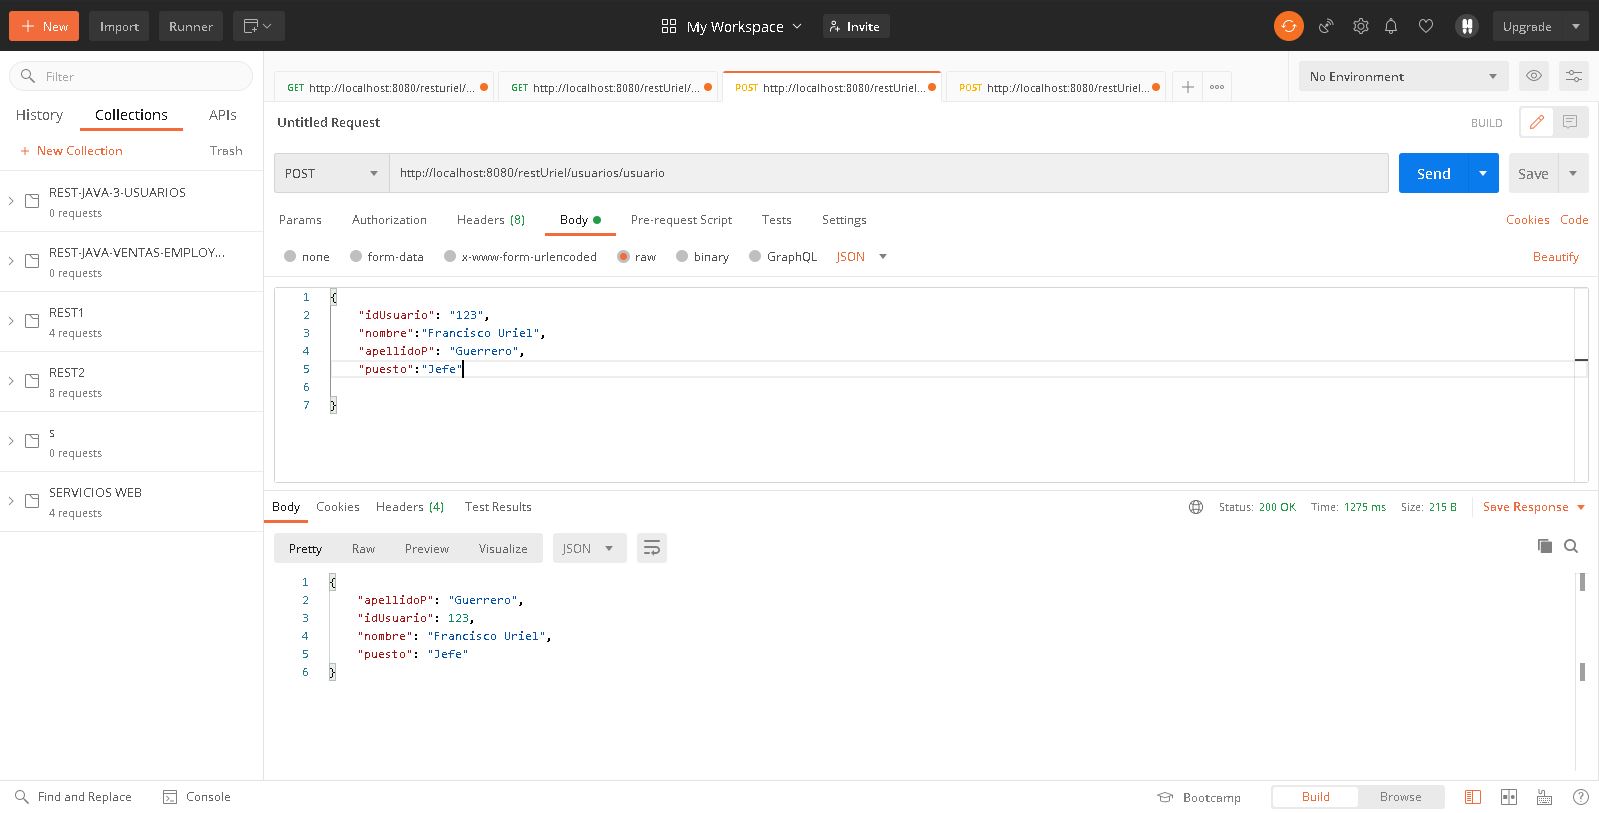 New Import Runner My Workspace Invite Upgrade
Filter
GET http://localhost:8080/resturiel/... GET http://localhost:8080/restUriel/... POST http://localhost:8080/restUriel... POST http://localhost:8080/restUriel... No Environment
History Collections APIs
Untitled Request BUILD
New Collection Trash
POST http://localhost:8080/restUriel/usuarios/usuario Send Save
REST-JAVA-3-USUARIOS
0 requests
Params Authorization Headers (8) Body Pre-request Script Tests Settings Cookies Code
REST-JAVA-VENTAS-EMPLOY...
0 requests
none form-data x-www-form-urlencoded raw binary GraphQL JSON Beautify
REST1
4 requests
REST2
8 requests
s
0 requests
SERVICIOS WEB
4 requests
1 {
2 "idUsuario": "123",
3 "nombre":"Francisco Uriel",
4 "apellidoP": "Guerrero",
5 "puesto":"Jefe"
6
7 }
Body Cookies Headers (4) Test Results Status: 200 OK Time: 1275 ms Size: 215 B Save Response
Pretty Raw Preview Visualize JSON
1 {
2 "apellidoP": "Guerrero",
3 "idUsuario": 123,
4 "nombre": "Francisco Uriel",
5 "puesto": "Jefe"
6 }
Find and Replace Console Bootcamp Build Browse